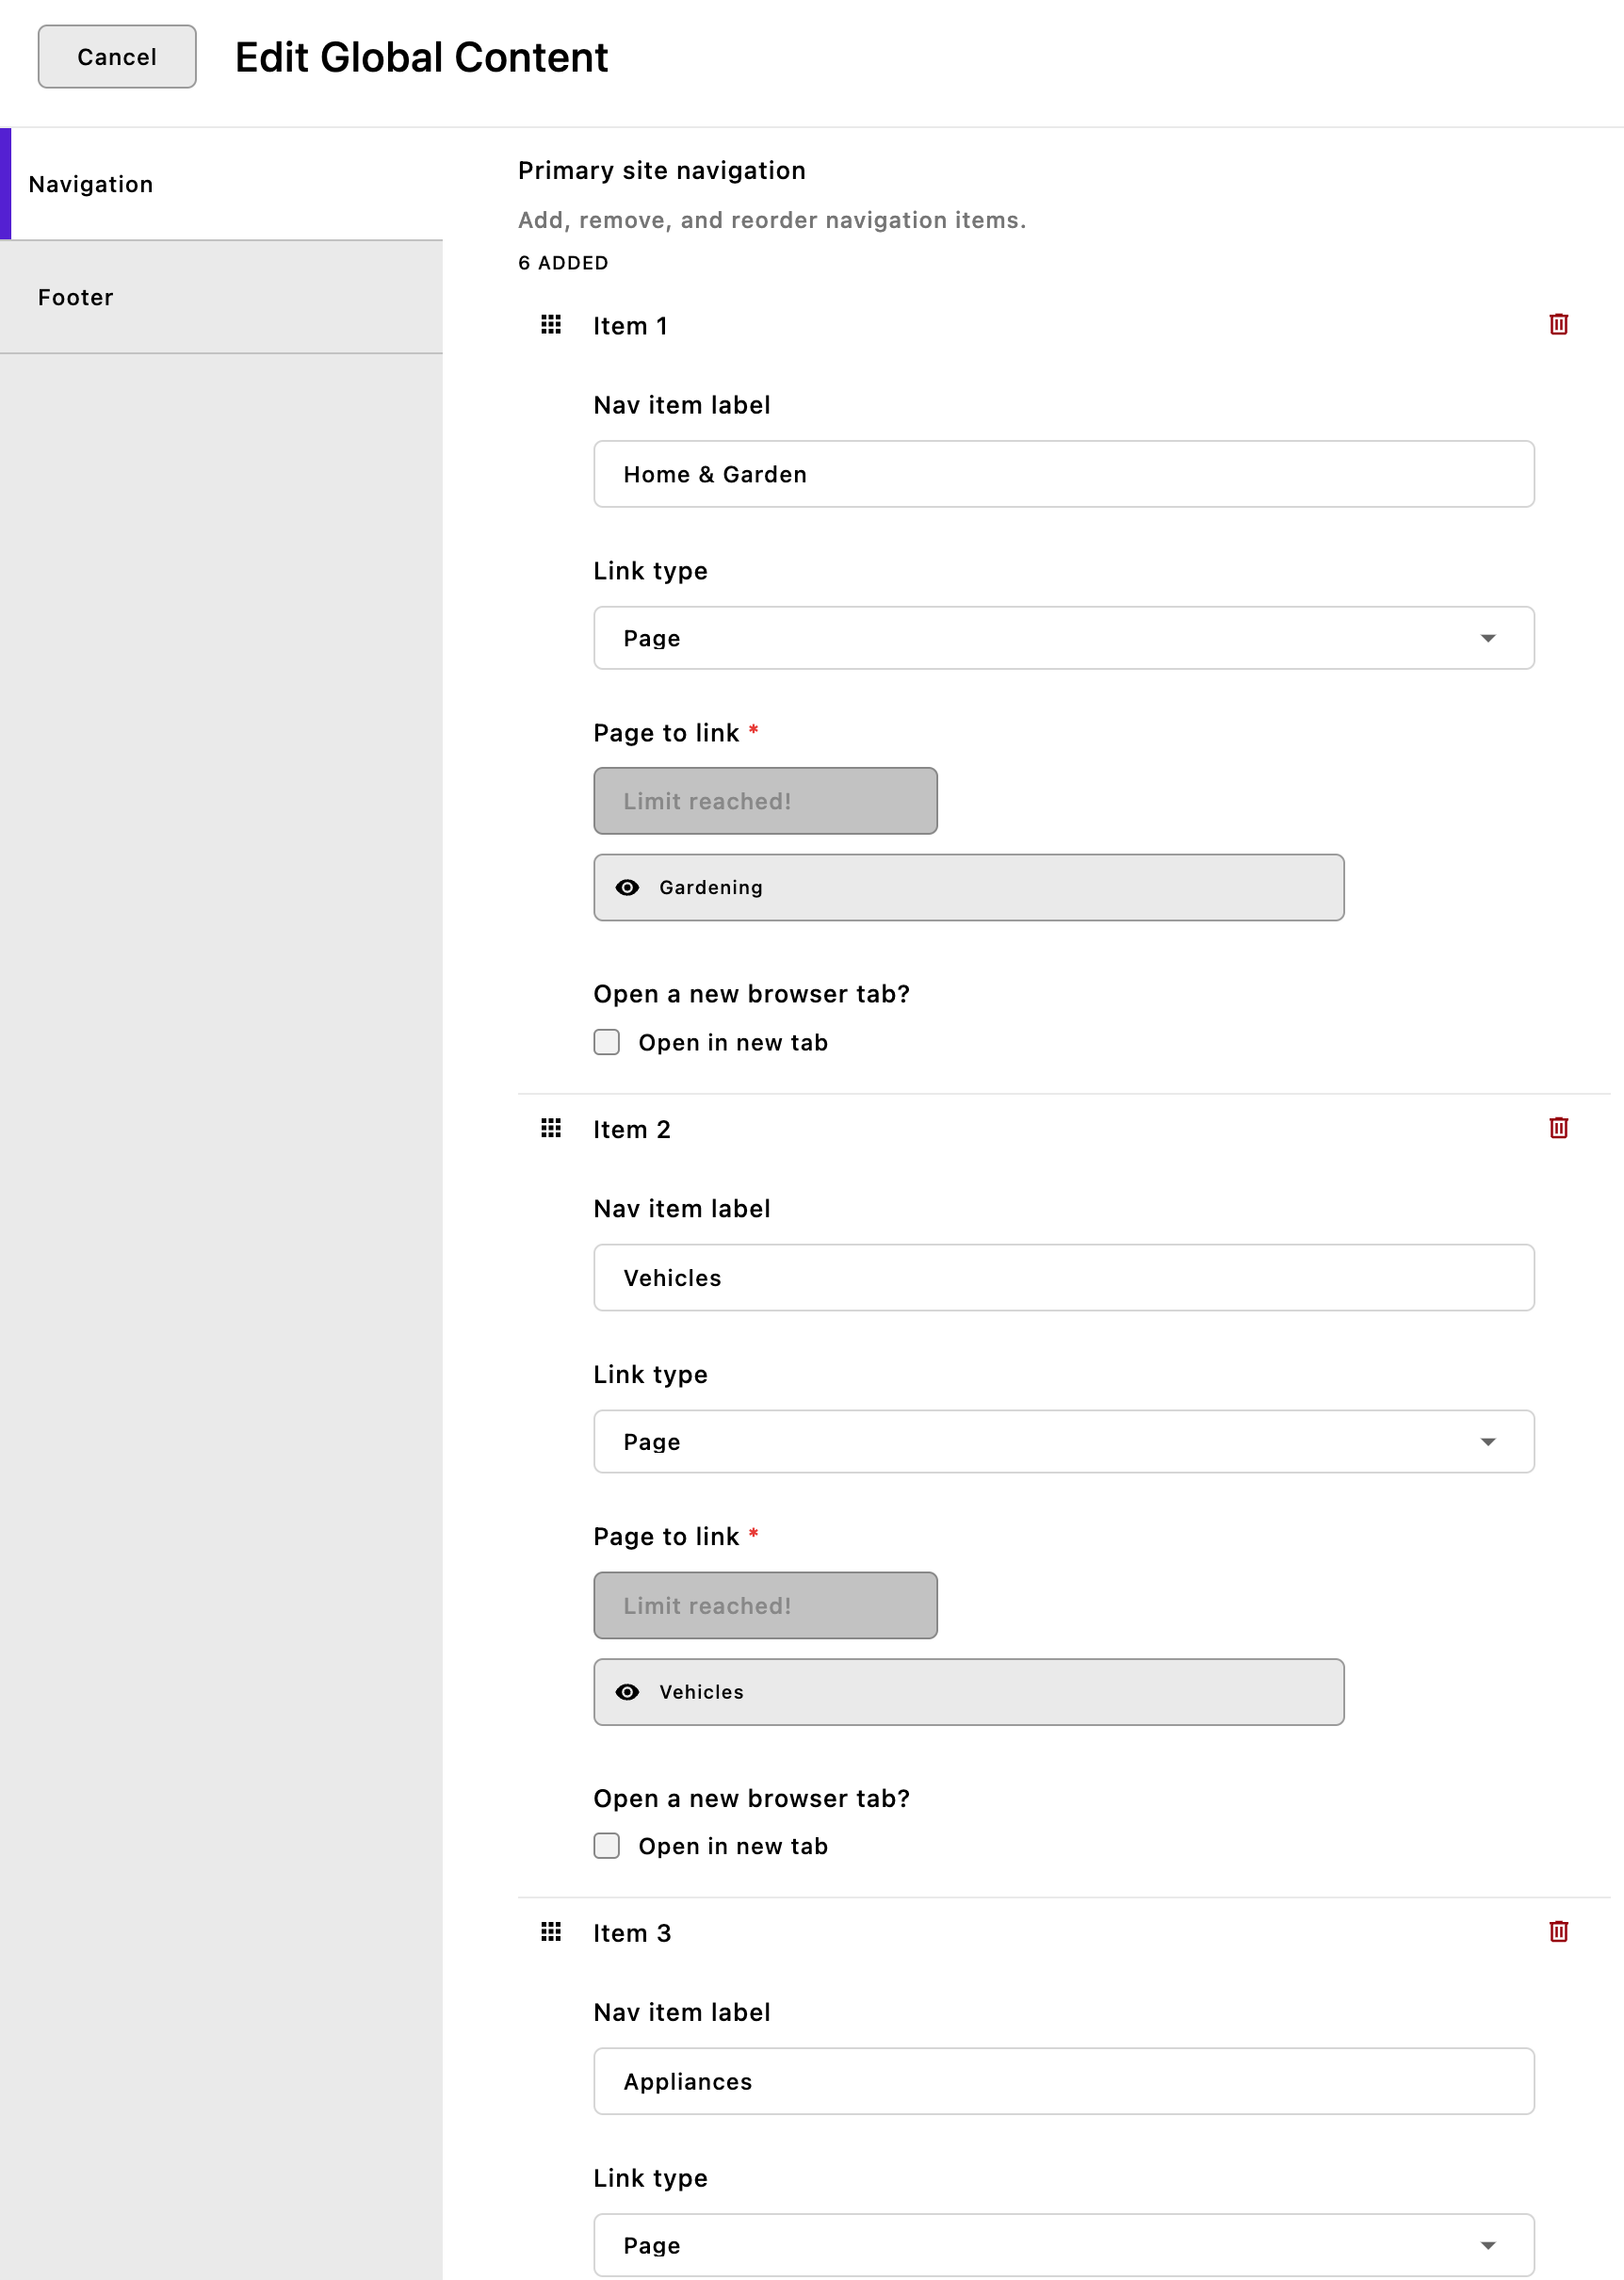 Cancel
Edit Global Content
Navigation
Footer
Primary site navigation
Add, remove, and reorder navigation items.
6 ADDED
Item 1
Nav item label
Home & Garden
Link type
Page
Page to link *
Limit reached!
Gardening
Open a new browser tab?
Open in new tab
Item 2
Nav item label
Vehicles
Link type
Page
Page to link *
Limit reached!
Vehicles
Open a new browser tab?
Open in new tab
Item 3
Nav item label
Appliances
Link type
Page